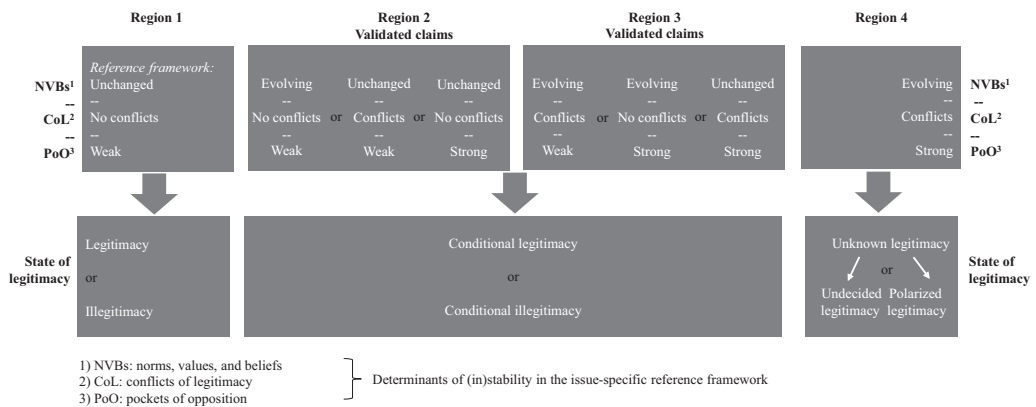 Region 1 Region 2 Region 3 Region 4
Validated claims Validated claims
Reference framework:
NVBs¹ Unchanged Evolving Unchanged Unchanged Evolving Evolving Unchanged Evolving NVBs¹
-- -- -- -- -- -- -- -- -- --
CoL² No conflicts No conflicts or Conflicts or No conflicts Conflicts or No conflicts or Conflicts Conflicts CoL²
-- -- -- -- -- -- -- -- -- --
PoO³ Weak Weak Weak Strong Weak Strong Strong Strong PoO³
Legitimacy Conditional legitimacy Unknown legitimacy
State of legitimacy or or or State of legitimacy
Illegitimacy Conditional illegitimacy Undecided legitimacy Polarized legitimacy
1) NVBs: norms, values, and beliefs
2) CoL: conflicts of legitimacy
3) PoO: pockets of opposition
Determinants of (in)stability in the issue-specific reference framework